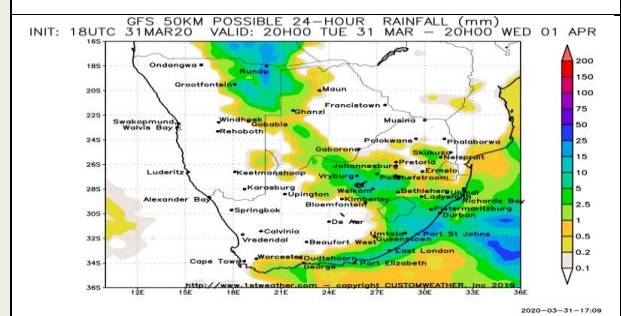 GFS 50KM POSSIBLE 24-HOUR RAINFALL (mm)
INIT: 18UTC 31MAR20 VALID: 20H00 TUE 31 MAR - 20H00 WED 01 APR
16S
18S
20S
22S
24S
26S
28S
30S
32S
34S
36S
Ondangwa
Rundu
Grootfontein
Maun
Ghanzi
Francistown
Swakopmund
Walvis Bay
Windhoek
Gobabis
Rehoboth
Musina
Polokwane
Phalaborwa
Gaborone
Skukuza
Nelspruit
Pretoria
Johannesburg
Ermelo
Luderitz
Keetmanshoop
Vryburg
Potchefstroom
Karasburg
Upington
Welkom
Kimberley
Bethlehem
Ulundi
Ladysmith
Richards Bay
Alexander Bay
Springbok
Bloemfontein
Pietermaritzburg
Durban
De Aar
Calvinia
Vredendal
Beaufort West
Umtata
Port St Johns
Queenstown
East London
Cape Town
Worcester
Oudtshoorn
George
Port Elizabeth
http://www.1stweather.com - copyright CUSTOMWEATHER, Inc 2019
12E 15E 18E 21E 24E 27E 30E 33E 36E
200
150
100
75
50
25
15
10
5
2.5
1
0.5
0.2
0.1
2020-03-31-17:09